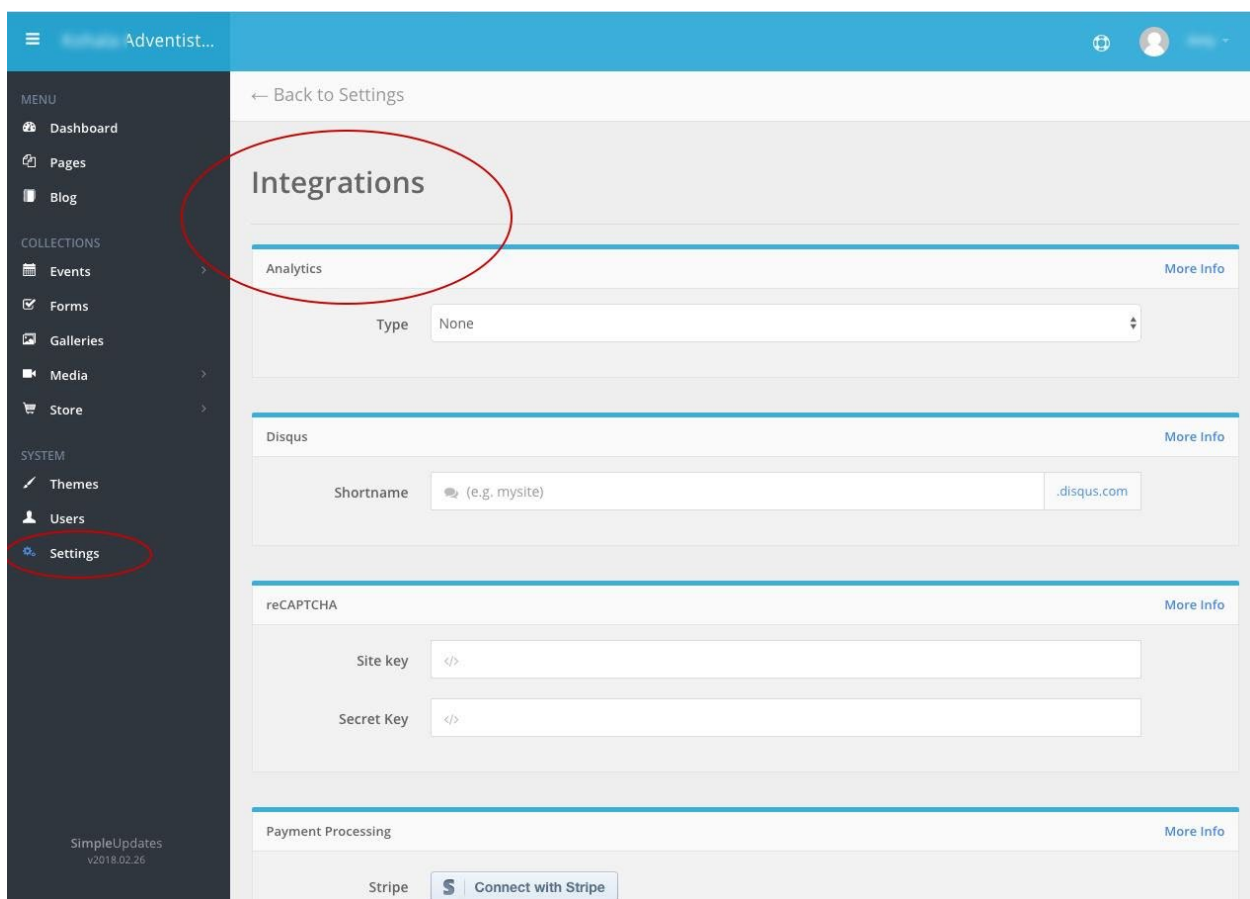 Adventist...
← Back to Settings
MENU
Dashboard
Pages
Blog
COLLECTIONS
Events
Forms
Galleries
Media
Store
SYSTEM
Themes
Users
Settings
SimpleUpdates
v2018.02.26
Integrations
Analytics More Info
Type None
Disqus More Info
Shortname (e.g. mysite) .disqus.com
reCAPTCHA More Info
Site key </>
Secret Key </>
Payment Processing More Info
Stripe S Connect with Stripe